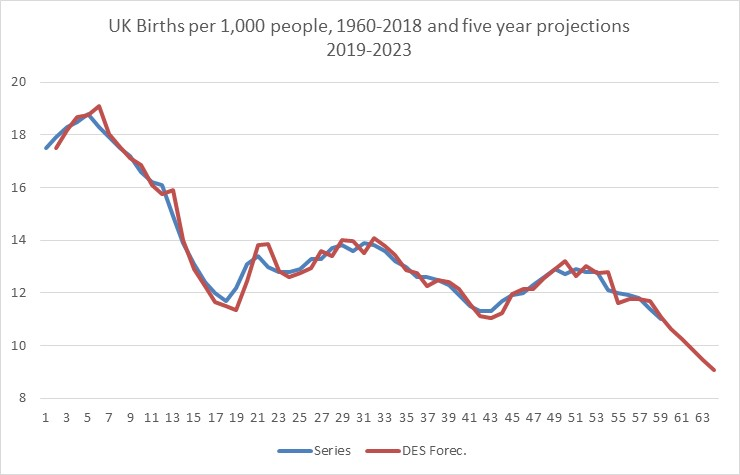 UK Births per 1,000 people, 1960-2018 and five year projections
2019-2023
20
18
16
14
12
10
8
1 3 5 7 9 11 13 15 17 19 21 23 25 27 29 31 33 35 37 39 41 43 45 47 49 51 53 55 57 59 61 63
Series DES Forec.